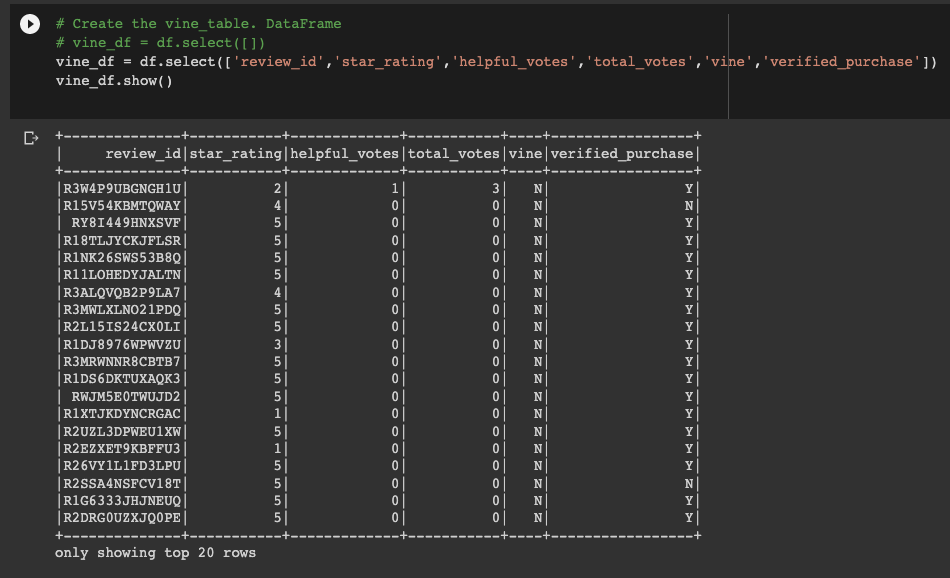 # Create the vine_table. DataFrame
# vine_df = df.select([])
vine_df = df.select(['review_id','star_rating','helpful_votes','total_votes','vine','verified_purchase'])
vine_df.show()
+--------------+-----------+-------------+-----------+----+-----------------+
|     review_id|star_rating|helpful_votes|total_votes|vine|verified_purchase|
+--------------+-----------+-------------+-----------+----+-----------------+
|R3W4P9UBGNGH1U|          2|            1|          3|   N|                Y|
|R15V54KBMTQWAY|          4|            0|          0|   N|                N|
| RY8I449HNXSVF|          5|            0|          0|   N|                Y|
|R18TLJYCKJFLSR|          5|            0|          0|   N|                Y|
|R1NK26SWS53B8Q|          5|            0|          0|   N|                Y|
|R11LOHEDYJALTN|          5|            0|          0|   N|                Y|
|R3ALQVQB2P9LA7|          4|            0|          0|   N|                Y|
|R3MWLXLNO21PDQ|          5|            0|          0|   N|                Y|
|R2L15IS24CX0LI|          5|            0|          0|   N|                Y|
|R1DJ8976WPWVZU|          3|            0|          0|   N|                Y|
|R3MRWNNR8CBTB7|          5|            0|          0|   N|                Y|
|R1DS6DKTUXAQK3|          5|            0|          0|   N|                Y|
| RWJM5E0TWUJD2|          5|            0|          0|   N|                Y|
|R1XTJKDYNCRGAC|          1|            0|          0|   N|                Y|
|R2UZL3DPWEU1XW|          5|            0|          0|   N|                Y|
|R2EZXET9KBFFU3|          1|            0|          0|   N|                Y|
|R26VY1L1FD3LPU|          5|            0|          0|   N|                Y|
|R2SSA4NSFCV18T|          5|            0|          0|   N|                N|
|R1G6333JHJNEUQ|          5|            0|          0|   N|                Y|
|R2DRG0UZXJQ0PE|          5|            0|          0|   N|                Y|
+--------------+-----------+-------------+-----------+----+-----------------+
only showing top 20 rows